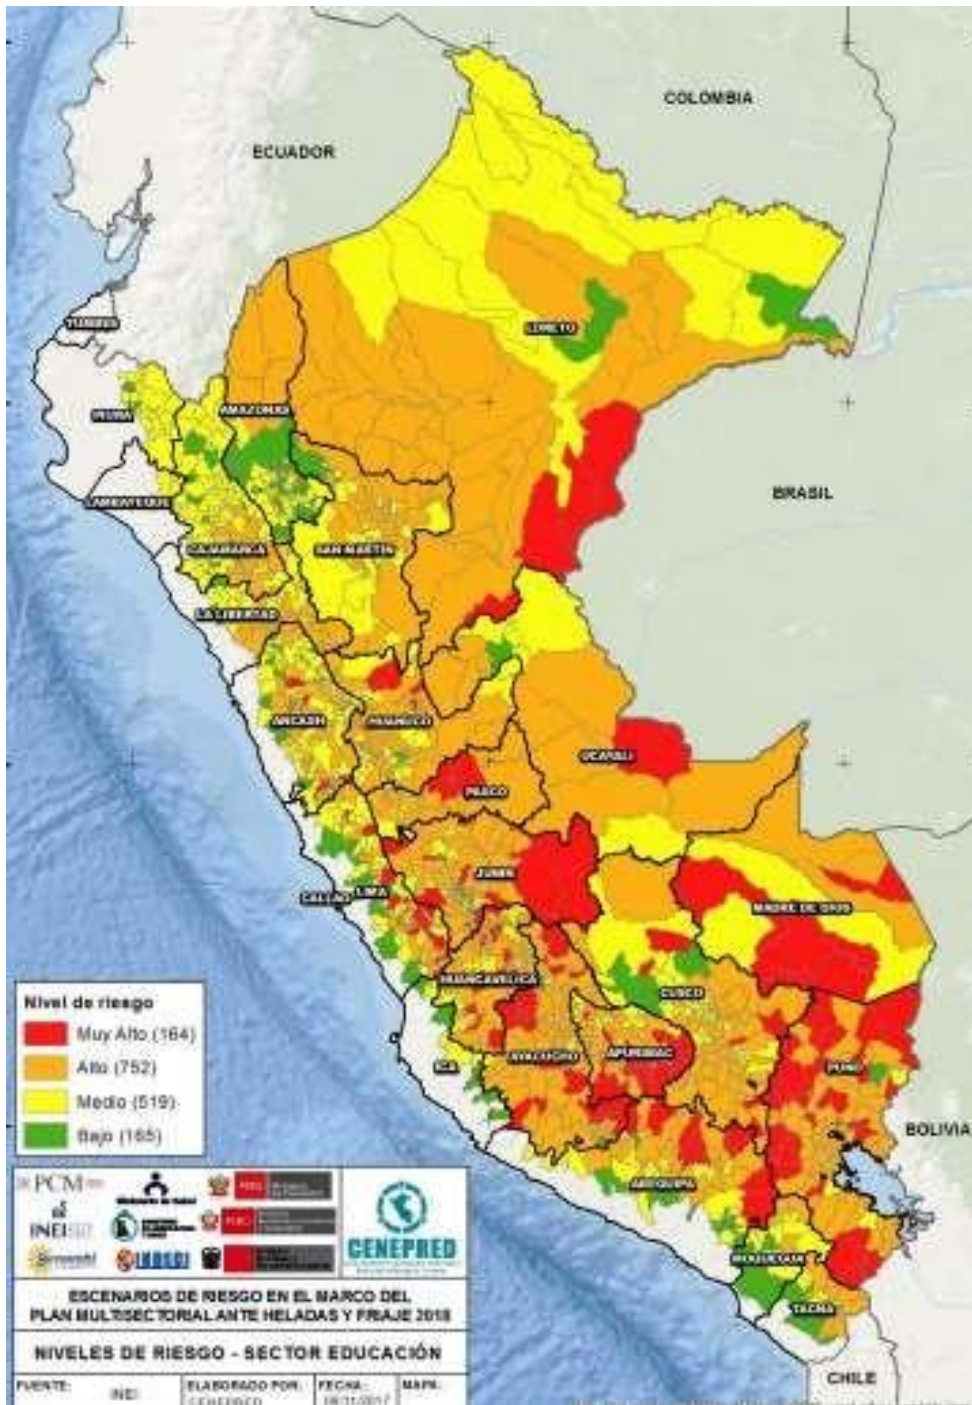 COLOMBIA
ECUADOR
TUMBES
LORETO
PIURA
AMAZONAS
LAMBAYEQUE
BRASIL
CAJAMARCA
SAN MARTÍN
LA LIBERTAD
ANCASH
HUANUCO
UCAYALI
PASCO
JUNIN
CALLAO
LIMA
MADRE DE DIOS
HUANCAVELICA
CUSCO
ICA
AYACUCHO
APURIMAC
PUNO
BOLIVIA
AREQUIPA
MOQUEGUA
TACNA
CHILE
Nivel de riesgo
Muy Alto (164)
Alto (752)
Medio (519)
Bajo (165)
PCM
INEI
INDECI
CENEPRED
ESCENARIOS DE RIESGO EN EL MARCO DEL
PLAN MULTISECTORIAL ANTE HELADAS Y FRIAJE 2018
NIVELES DE RIESGO - SECTOR EDUCACIÓN
FUENTE:
INEI
ELABORADO POR:
CENEPRED
FECHA:
MAPA: